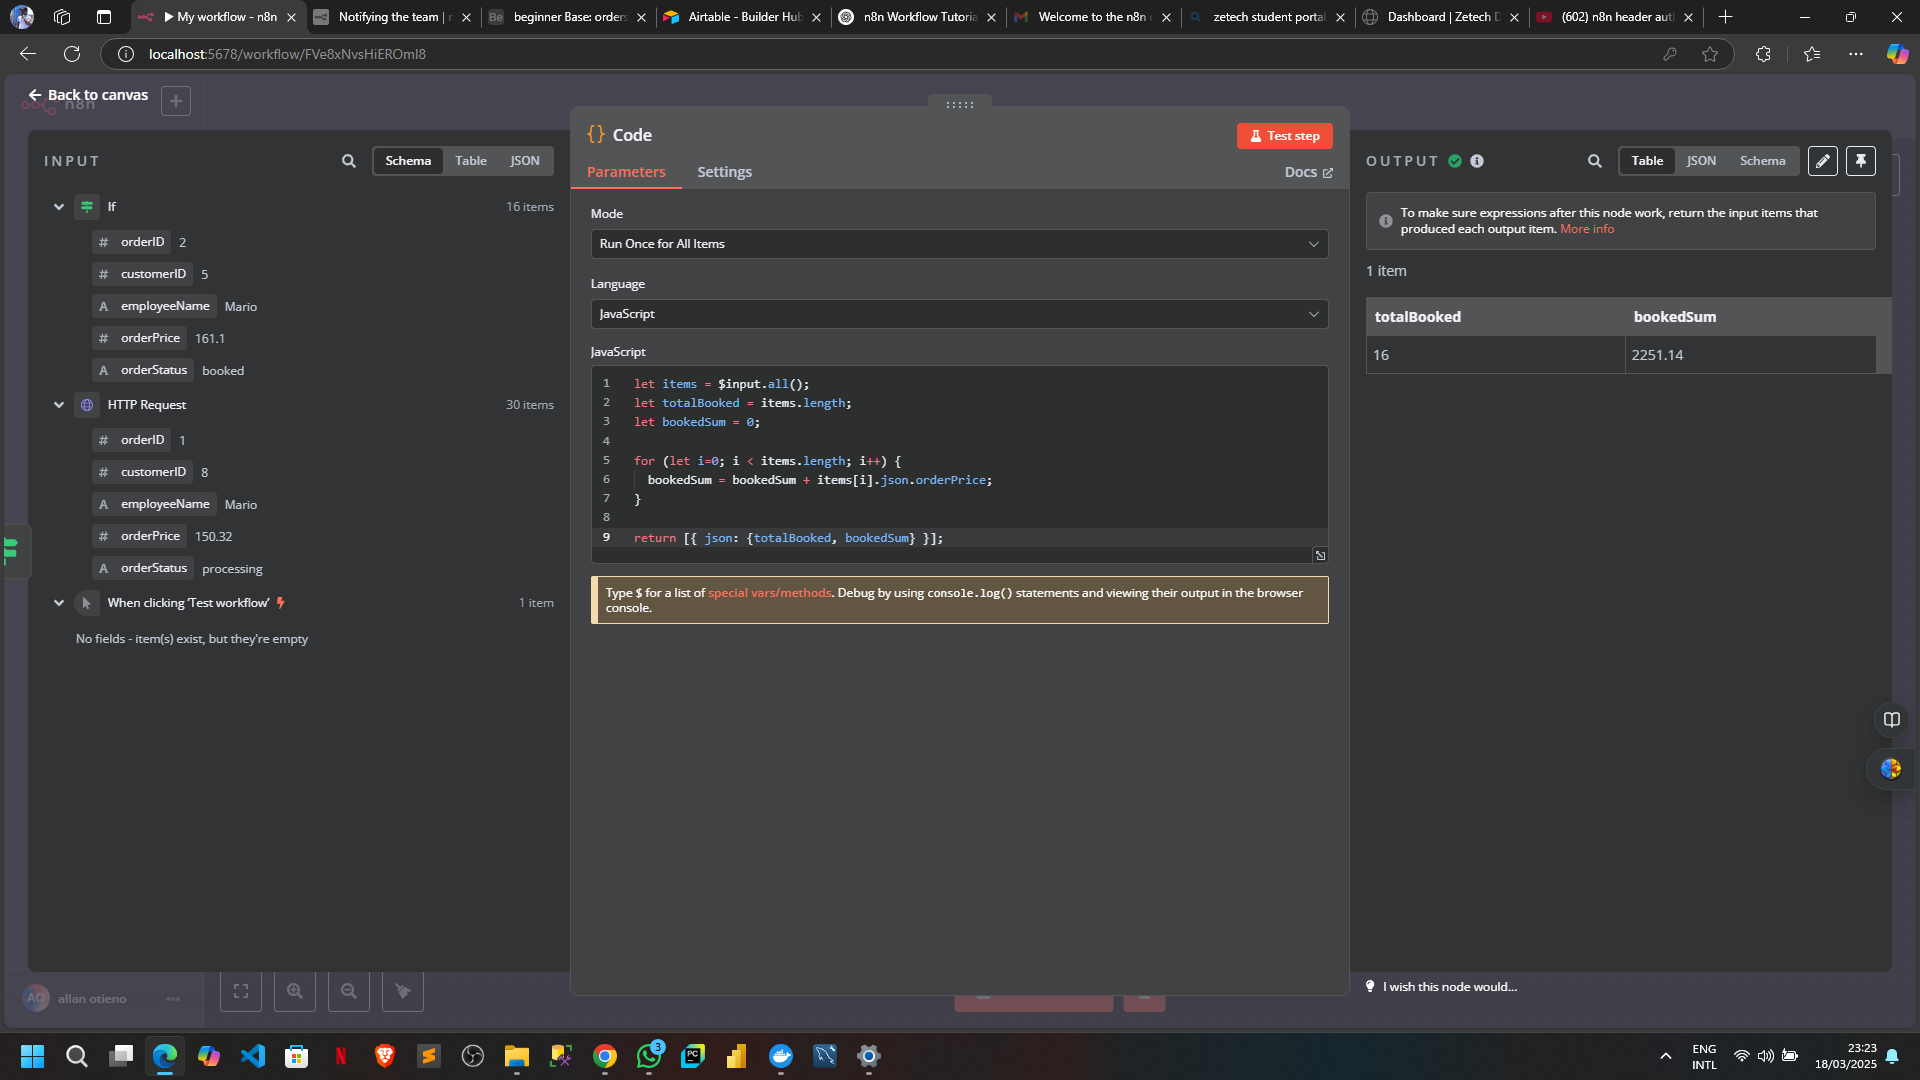 My workflow - n8n
Notifying the team |
Be
beginner Base: orders
Airtable - Builder Hub
n8n Workflow Tutoria
Welcome to the n8n
zetech student portal
Dashboard | Zetech D
(602) n8n header aut
localhost:5678/workflow/FVe8xNvsHiEROmI8
Back to canvas
n8n
INPUT
Schema
Table
JSON
If
16 items
# orderID 2
# customerID 5
A employeeName Mario
# orderPrice 161.1
A orderStatus booked
HTTP Request
30 items
# orderID 1
# customerID 8
A employeeName Mario
# orderPrice 150.32
A orderStatus processing
When clicking ‘Test workflow’
1 item
No fields - item(s) exist, but they're empty
{} Code
Test step
Parameters
Settings
Docs
Mode
Run Once for All Items
Language
JavaScript
JavaScript
1 let items = $input.all();
2 let totalBooked = items.length;
3 let bookedSum = 0;
4
5 for (let i=0; i < items.length; i++) {
6 bookedSum = bookedSum + items[i].json.orderPrice;
7 }
8
9 return [{ json: {totalBooked, bookedSum} }];
Type $ for a list of special vars/methods. Debug by using console.log() statements and viewing their output in the browser
console.
OUTPUT
Table
JSON
Schema
To make sure expressions after this node work, return the input items that
produced each output item. More info
1 item
totalBooked
bookedSum
16
2251.14
I wish this node would...
AO
allan otieno
3
PC
ENG
INTL
23:23
18/03/2025